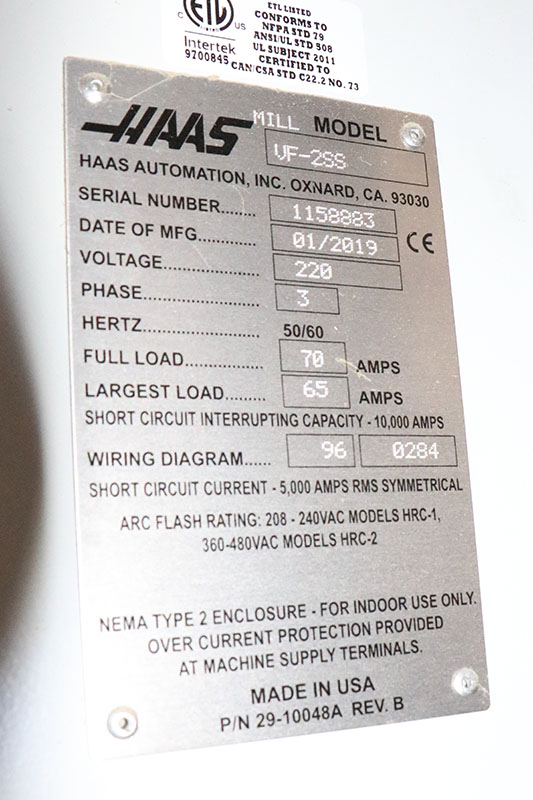 ETL LISTED
CONFORMS TO
NFPA STD 79
ANSI/UL STD 508
UL SUBJECT 2011
CERTIFIED TO
CAN/CSA STD C22.2 NO. 73
ETL
C US
Intertek
9700845
HAAS MILL MODEL
VF-2SS
HAAS AUTOMATION, INC. OXNARD, CA. 93030
SERIAL NUMBER........ 1158883
DATE OF MFG............. 01/2019 CE
VOLTAGE..................... 220
PHASE......................... 3
HERTZ......................... 50/60
FULL LOAD................. 70 AMPS
LARGEST LOAD......... 65 AMPS
SHORT CIRCUIT INTERRUPTING CAPACITY - 10,000 AMPS
WIRING DIAGRAM...... 96 0284
SHORT CIRCUIT CURRENT - 5,000 AMPS RMS SYMMETRICAL
ARC FLASH RATING: 208 - 240VAC MODELS HRC-1,
360-480VAC MODELS HRC-2
NEMA TYPE 2 ENCLOSURE - FOR INDOOR USE ONLY.
OVER CURRENT PROTECTION PROVIDED
AT MACHINE SUPPLY TERMINALS.
MADE IN USA
P/N 29-10048A REV. B